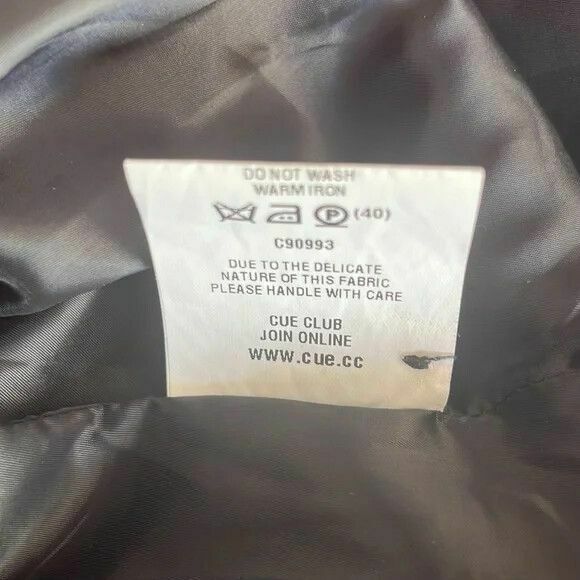 DO NOT WASH
WARM IRON
P (40)
C90993
DUE TO THE DELICATE
NATURE OF THIS FABRIC
PLEASE HANDLE WITH CARE
CUE CLUB
JOIN ONLINE
www.cue.cc